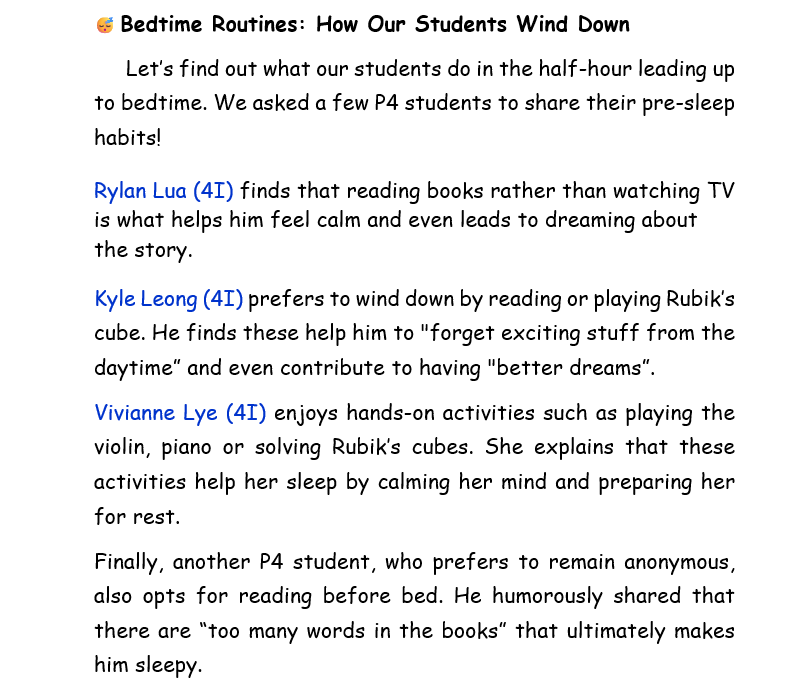 😴 Bedtime Routines: How Our Students Wind Down
Let's find out what our students do in the half-hour leading up
to bedtime. We asked a few P4 students to share their pre-sleep
habits!
Rylan Lua (4I) finds that reading books rather than watching TV
is what helps him feel calm and even leads to dreaming about
the story.
Kyle Leong (4I) prefers to wind down by reading or playing Rubik's
cube. He finds these help him to "forget exciting stuff from the
daytime” and even contribute to having "better dreams”.
Vivianne Lye (4I) enjoys hands-on activities such as playing the
violin, piano or solving Rubik's cubes. She explains that these
activities help her sleep by calming her mind and preparing her
for rest.
Finally, another P4 student, who prefers to remain anonymous,
also opts for reading before bed. He humorously shared that
there are “too many words in the books” that ultimately makes
him sleepy.